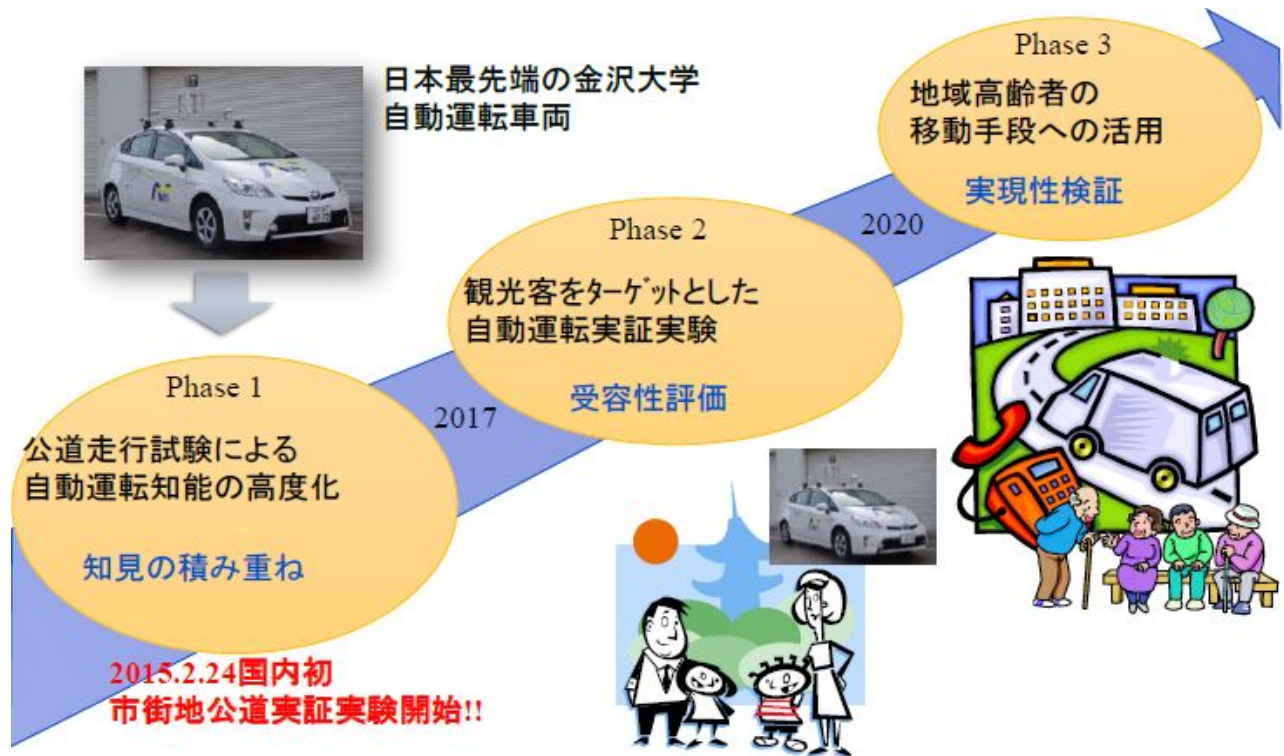 日本最先端の金沢大学
自動運転車両
Phase 1
公道走行試験による
自動運転知能の高度化
知見の積み重ね
2015.2.24国内初
市街地公道実証実験開始!!
2017
Phase 2
観光客をﾀｰｹﾞｯﾄとした
自動運転実証実験
受容性評価
2020
Phase 3
地域高齢者の
移動手段への活用
実現性検証